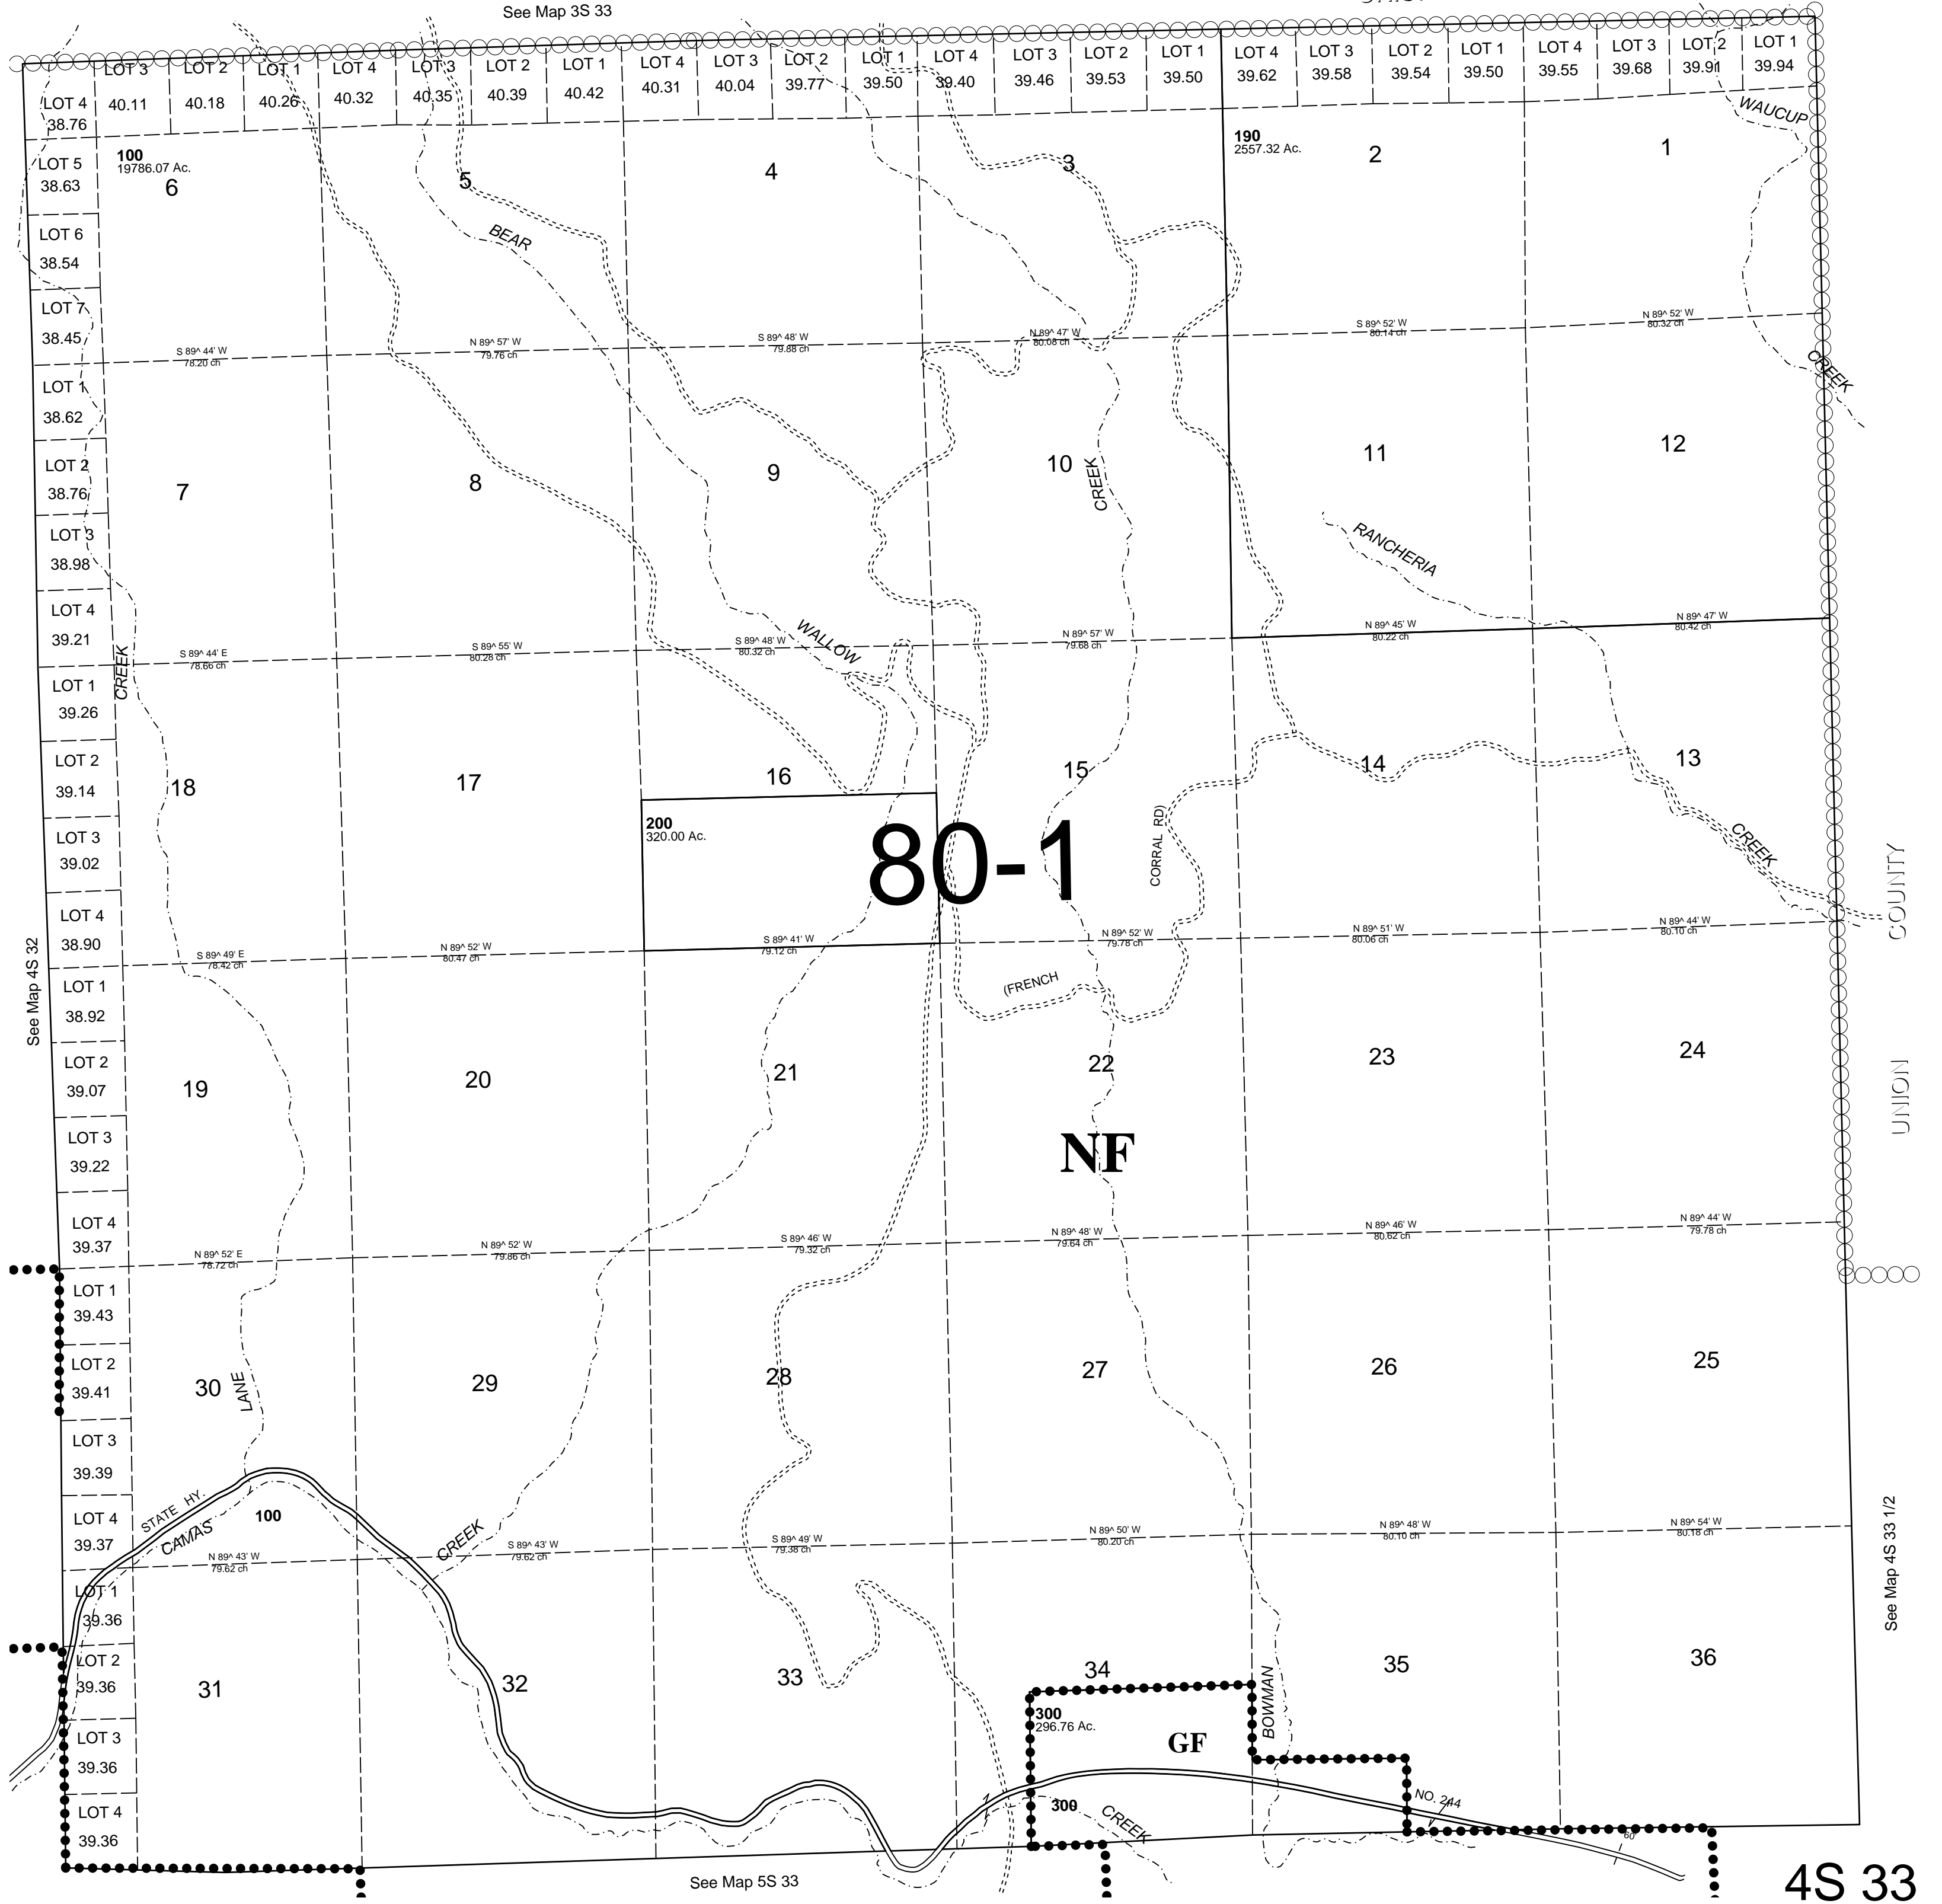 See Map 3S 33
LOT 4
38.76
LOT 3
40.11
LOT 2
40.18
LOT 1
40.26
LOT 4
40.32
LOT 3
40.35
LOT 2
40.39
LOT 1
40.42
LOT 4
40.31
LOT 3
40.04
LOT 2
39.77
LOT 1
39.50
LOT 4
39.40
LOT 3
39.46
LOT 2
39.53
LOT 1
39.50
LOT 4
39.62
LOT 3
39.58
LOT 2
39.54
LOT 1
39.50
LOT 4
39.55
LOT 3
39.68
LOT 2
39.91
LOT 1
39.94
WAUCUP
CREEK
LOT 5
38.63
LOT 6
38.54
LOT 7
38.45
100
19786.07 Ac.
6
5
4
3
190
2557.32 Ac.
2
1
BEAR
S 89^ 44' W
78.20 ch
N 89^ 57' W
79.76 ch
S 89^ 48' W
79.88 ch
N 89^ 47' W
80.08 ch
S 89^ 52' W
80.14 ch
N 89^ 52' W
80.32 ch
LOT 1
38.62
LOT 2
38.76
LOT 3
38.98
LOT 4
39.21
7
8
9
10
11
12
CREEK
RANCHERIA
WALLOW
CREEK
S 89^ 44' E
78.66 ch
S 89^ 55' W
80.28 ch
S 89^ 48' W
80.32 ch
N 89^ 57' W
79.68 ch
N 89^ 45' W
80.22 ch
N 89^ 47' W
80.42 ch
LOT 1
39.26
LOT 2
39.14
LOT 3
39.02
LOT 4
38.90
18
17
16
15
14
13
200
320.00 Ac.
80-1
CORRAL RD)
CREEK
COUNTY
UNION
See Map 4S 32
S 89^ 49' E
78.42 ch
N 89^ 52' W
80.47 ch
S 89^ 41' W
79.12 ch
N 89^ 52' W
79.78 ch
N 89^ 51' W
80.06 ch
N 89^ 44' W
80.10 ch
(FRENCH
LOT 1
38.92
LOT 2
39.07
LOT 3
39.22
LOT 4
39.37
19
20
21
22
23
24
NF
N 89^ 52' E
78.72 ch
N 89^ 52' W
79.86 ch
S 89^ 46' W
79.32 ch
N 89^ 48' W
79.64 ch
N 89^ 46' W
80.62 ch
N 89^ 44' W
79.78 ch
LOT 1
39.43
LOT 2
39.41
LOT 3
39.39
LOT 4
39.37
30
29
28
27
26
25
LANE
STATE HY.
CAMAS
100
CREEK
See Map 4S 33 1/2
N 89^ 43' W
79.62 ch
S 89^ 43' W
79.62 ch
S 89^ 49' W
79.38 ch
N 89^ 50' W
80.20 ch
N 89^ 48' W
80.10 ch
N 89^ 54' W
80.18 ch
LOT 1
39.36
LOT 2
39.36
LOT 3
39.36
LOT 4
39.36
31
32
33
34
35
36
300
296.76 Ac.
GF
BOWMAN
300
CREEK
NO. 244
60'
See Map 5S 33
4S 33